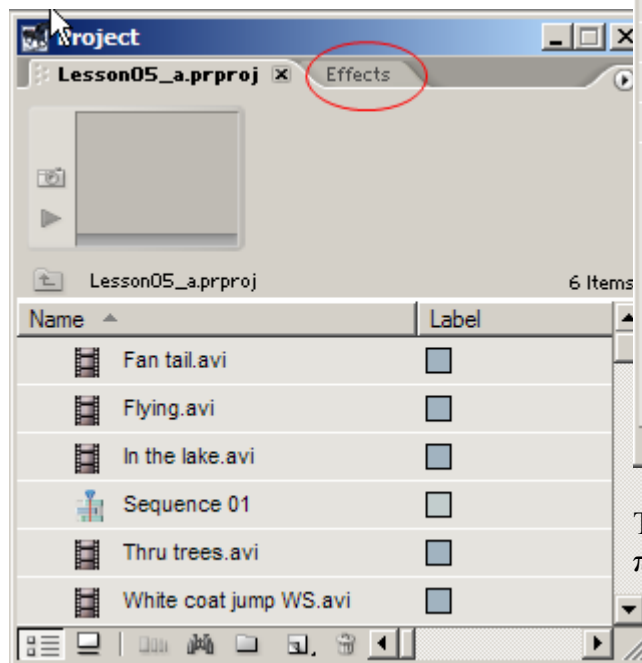 Project
Lesson05_a.prproj Effects
Lesson05_a.prproj 6 Items
Name Label
Fan tail.avi
Flying.avi
In the lake.avi
Sequence 01
Thru trees.avi
White coat jump WS.avi